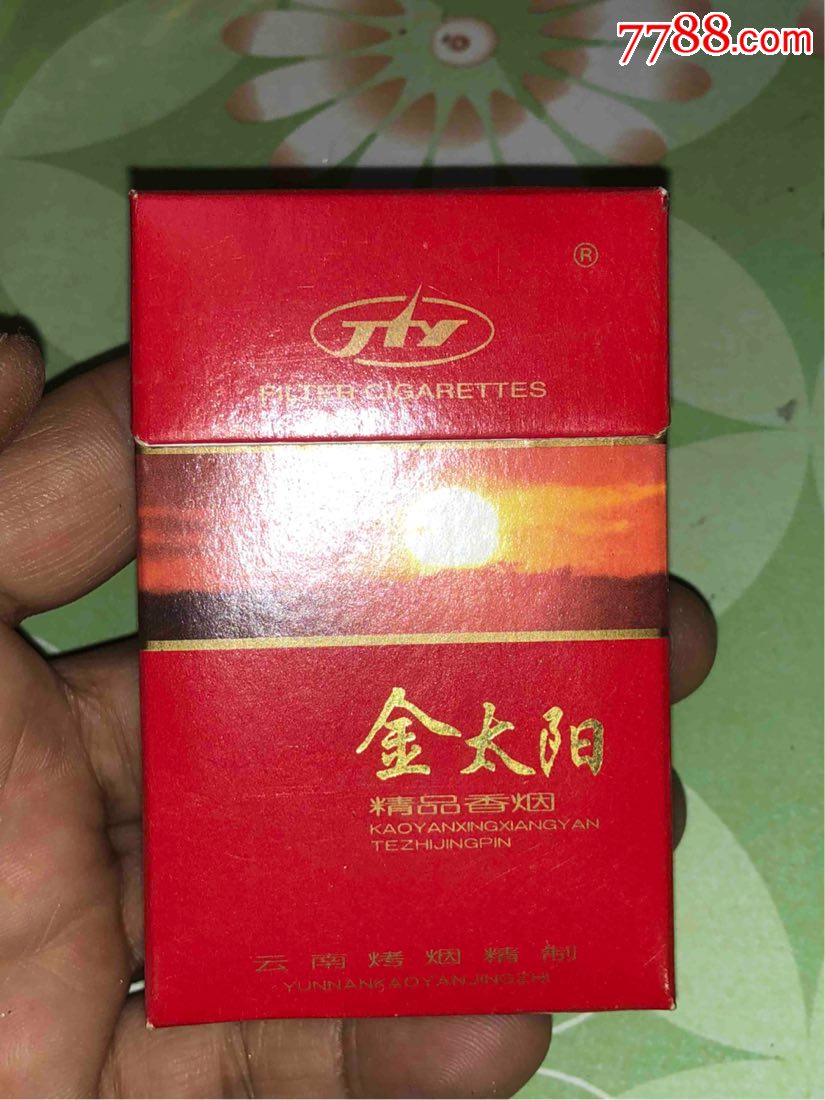 7788.com
®
JTY
FILTER CIGARETTES
金太阳
精品香烟
KAOYANXINGXIANGYAN
TEZHIJINGPIN
云南烤烟精制
YUNNANKAOYANJINGZHI